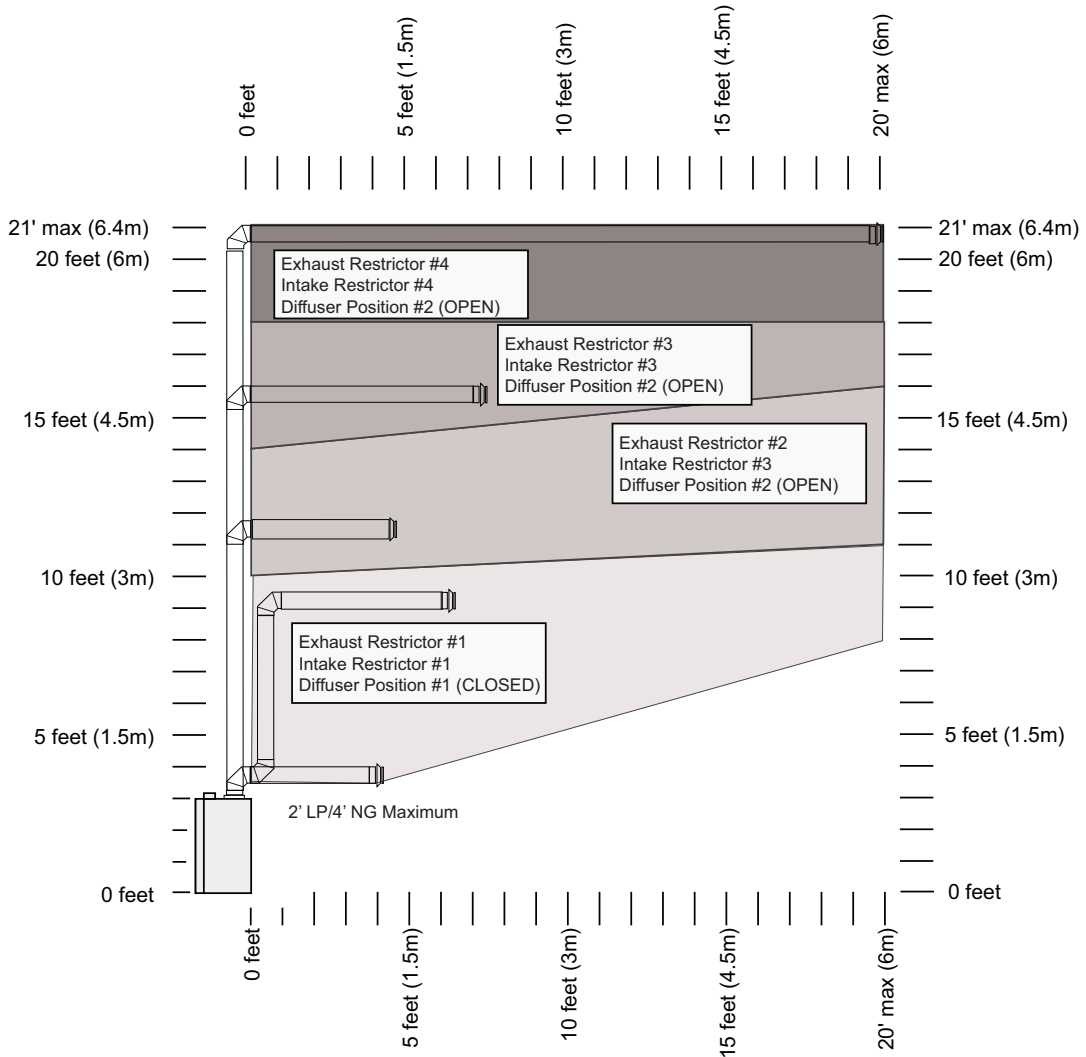 0 feet
5 feet (1.5m)
10 feet (3m)
15 feet (4.5m)
20' max (6m)
21' max (6.4m)
20 feet (6m)
15 feet (4.5m)
10 feet (3m)
5 feet (1.5m)
0 feet
Exhaust Restrictor #4
Intake Restrictor #4
Diffuser Position #2 (OPEN)
Exhaust Restrictor #3
Intake Restrictor #3
Diffuser Position #2 (OPEN)
Exhaust Restrictor #2
Intake Restrictor #3
Diffuser Position #2 (OPEN)
Exhaust Restrictor #1
Intake Restrictor #1
Diffuser Position #1 (CLOSED)
2’ LP/4’ NG Maximum
21' max (6.4m)
20 feet (6m)
15 feet (4.5m)
10 feet (3m)
5 feet (1.5m)
0 feet
0 feet
5 feet (1.5m)
10 feet (3m)
15 feet (4.5m)
20' max (6m)